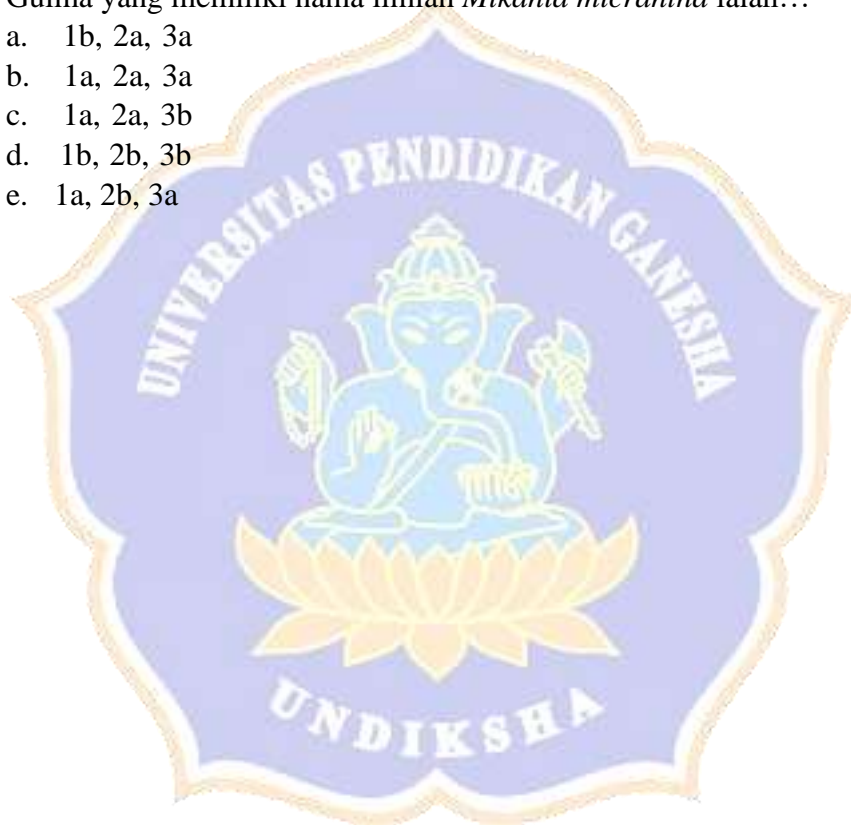 Gulma yang memiliki nama ilmiah Mikania micrantha ialah…
a. 1b, 2a, 3a
b. 1a, 2a, 3a
c. 1a, 2a, 3b
d. 1b, 2b, 3b
e. 1a, 2b, 3a
UNIVERSITAS PENDIDIKAN GANESHA
UNDIKSHA